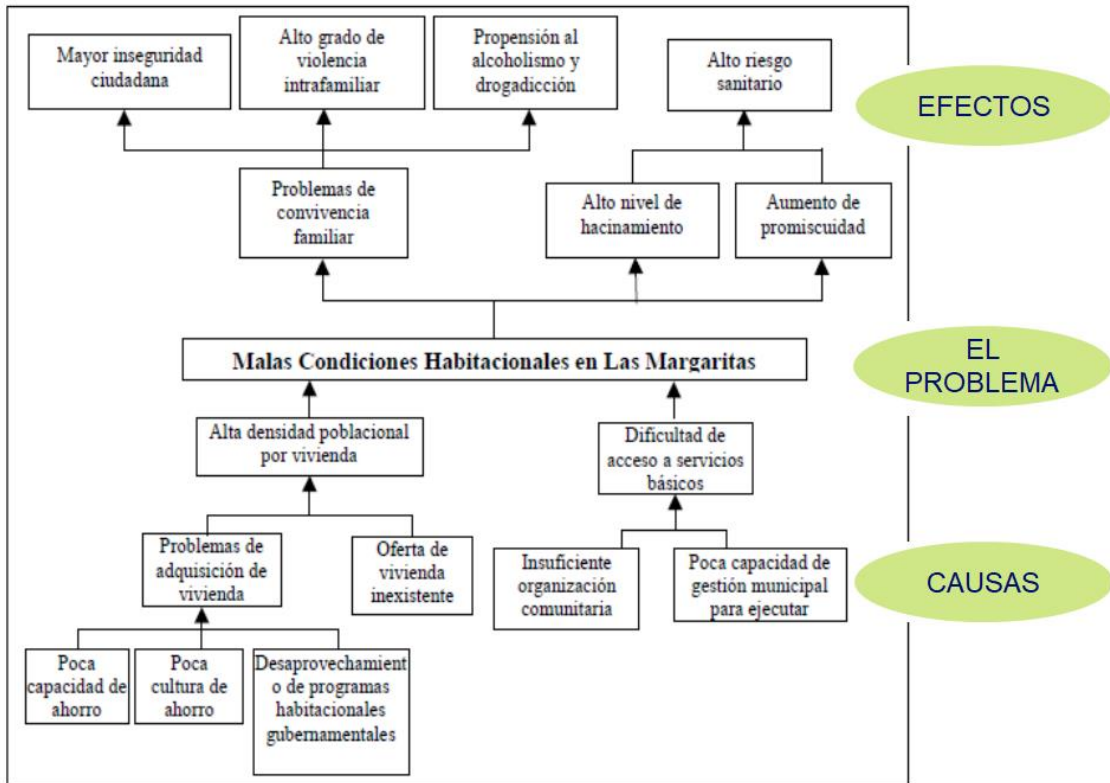 Mayor inseguridad
ciudadana
Alto grado de
violencia
intrafamiliar
Propensión al
alcoholismo y
drogadicción
Alto riesgo
sanitario
EFECTOS
Problemas de
convivencia
familiar
Alto nivel de
hacinamiento
Aumento de
promiscuidad
Malas Condiciones Habitacionales en Las Margaritas
EL
PROBLEMA
Alta densidad poblacional
por vivienda
Dificultad de
acceso a servicios
básicos
Problemas de
adquisición de
vivienda
Oferta de
vivienda
inexistente
Insuficiente
organización
comunitaria
Poca capacidad de
gestión municipal
para ejecutar
CAUSAS
Poca
capacidad de
ahorro
Poca
cultura de
ahorro
Desaprovechamient
o de programas
habitacionales
gubernamentales